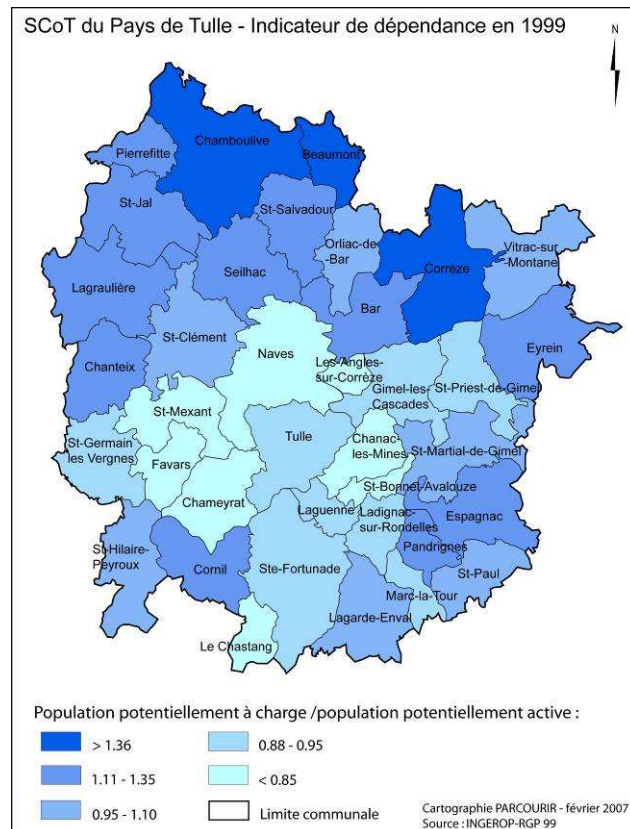 SCoT du Pays de Tulle - Indicateur de dépendance en 1999
N
Chamboulive
Beaumont
Pierrefitte
St-Jal
St-Salvadour
Orliac-de
-Bar
Vitrac-sur
-Montane
Corrèze
Seilhac
Lagraulière
Bar
St-Clément
Eyrein
Naves
Chanteix
Les-Angles-
sur-Corrèze
Gimel-les-
Cascades
St-Priest-de-Gimel
St-Mexant
Tulle
Chanac
les-Mines
St-Germain
les Vergnes
St-Martial-de-Gimel
Favars
Chameyrat
St-Bonnet-Avalouze
Laguenne
Ladignac-
sur-Rondelles
Espagnac
St-Hilaire-
Peyroux
Cornil
Ste-Fortunade
Pandrignes
St-Paul
Marc-la-Tour
Lagarde-Enval
Le Chastang
Population potentiellement à charge /population potentiellement active :
> 1.36
0.88 - 0.95
1.11 - 1.35
< 0.85
0.95 - 1.10
Limite communale
Cartographie PARCOURIR - février 2007
Source : INGEROP-RGP 99